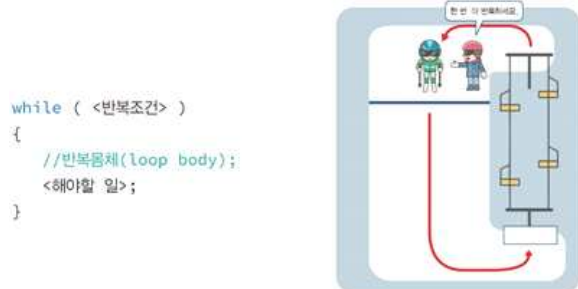 while ( <반복조건> )
{
//반복몸체(loop body);
<해야할 일>;
}
한 번 더 반복하세요.